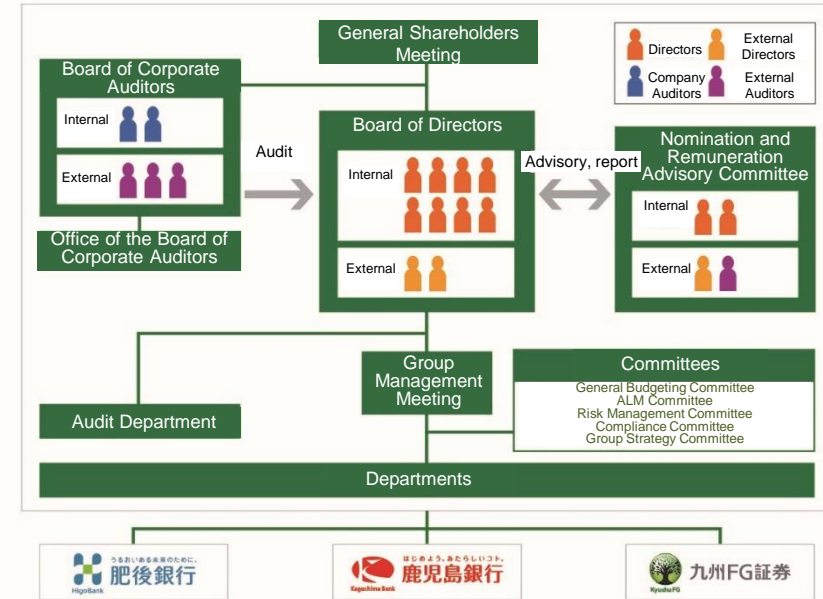 General Shareholders
Meeting
Directors
External
Directors
Company
Auditors
External
Auditors
Board of Corporate
Auditors
Internal
External
Office of the Board of
Corporate Auditors
Audit
Board of Directors
Internal
External
Advisory, report
Nomination and
Remuneration
Advisory Committee
Internal
External
Group
Management
Meeting
Committees
General Budgeting Committee
ALM Committee
Risk Management Committee
Compliance Committee
Group Strategy Committee
Audit Department
Departments
HigoBank
うるおいある未来のために。
肥後銀行
Kagoshima Bank
はじめよう、あたらしいコト。
鹿児島銀行
Kyushu FG
九州FG証券